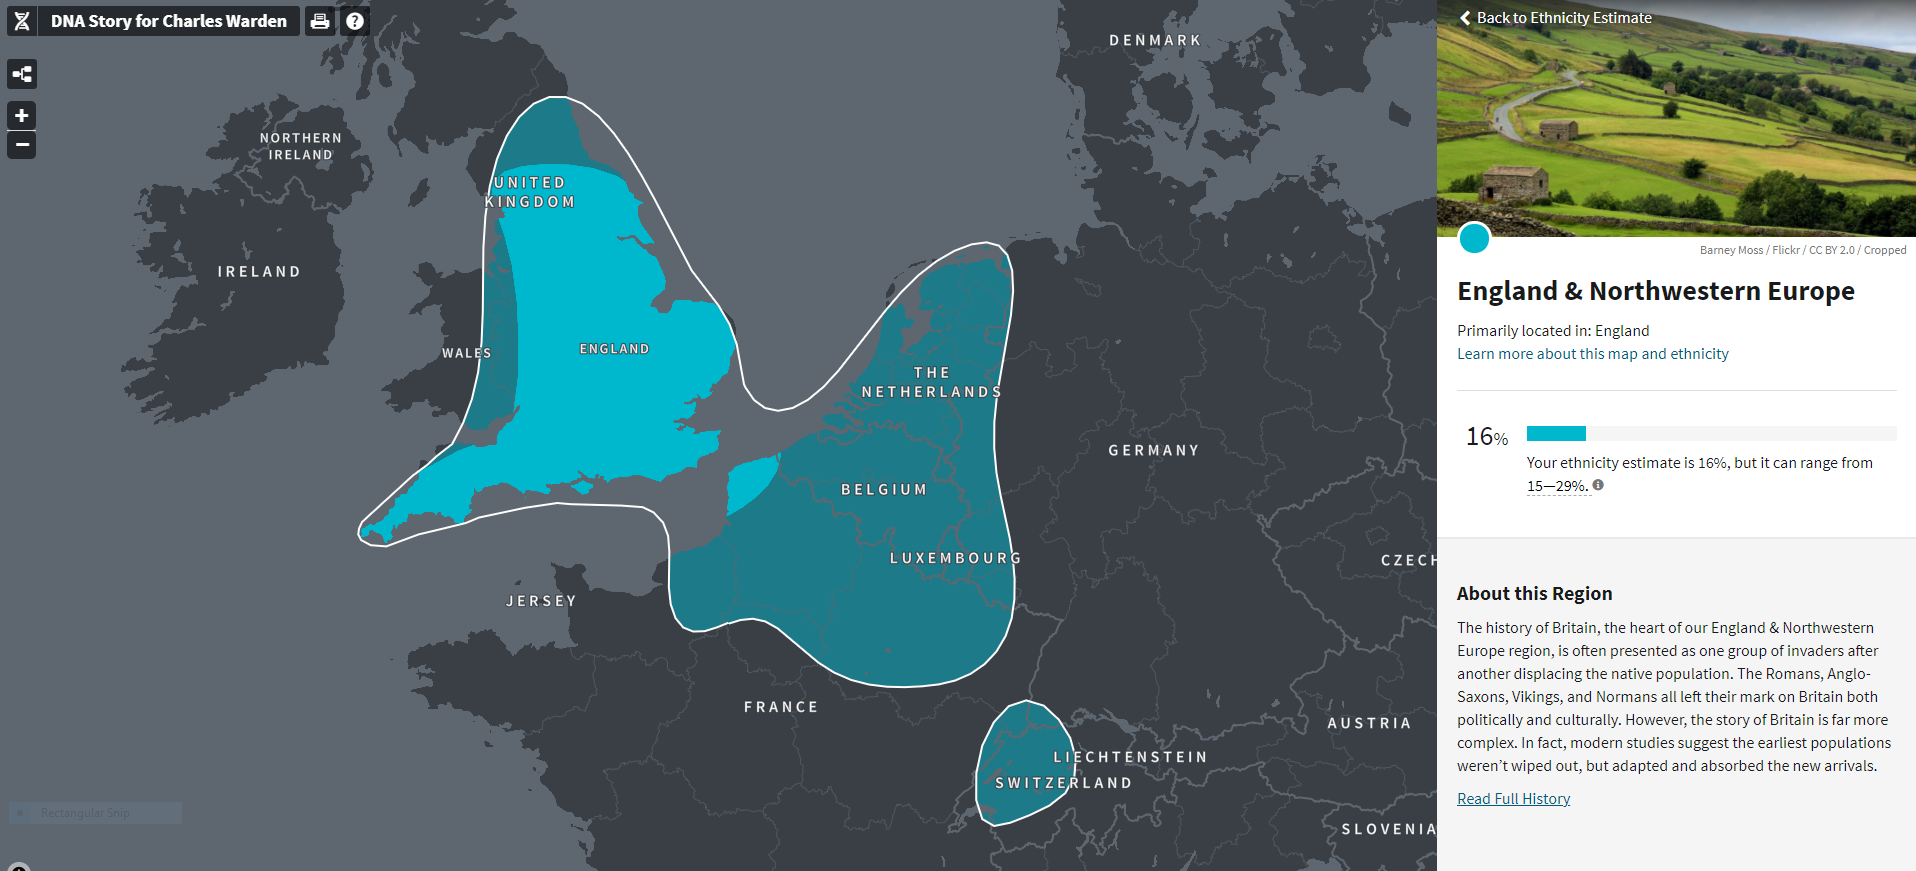 DNA Story for Charles Warden
?
+
−
DENMARK
NORTHERN
IRELAND
UNITED
KINGDOM
IRELAND
WALES
ENGLAND
THE
NETHERLANDS
GERMANY
BELGIUM
LUXEMBOURG
CZECH
JERSEY
FRANCE
AUSTRIA
LIECHTENSTEIN
SWITZERLAND
SLOVENIA
Rectangular Snip
Back to Ethnicity Estimate
Barney Moss / Flickr / CC BY 2.0 / Cropped
England & Northwestern Europe
Primarily located in: England
Learn more about this map and ethnicity
16%
Your ethnicity estimate is 16%, but it can range from
15—29%.
About this Region
The history of Britain, the heart of our England & Northwestern
Europe region, is often presented as one group of invaders after
another displacing the native population. The Romans, Anglo-
Saxons, Vikings, and Normans all left their mark on Britain both
politically and culturally. However, the story of Britain is far more
complex. In fact, modern studies suggest the earliest populations
weren't wiped out, but adapted and absorbed the new arrivals.
Read Full History